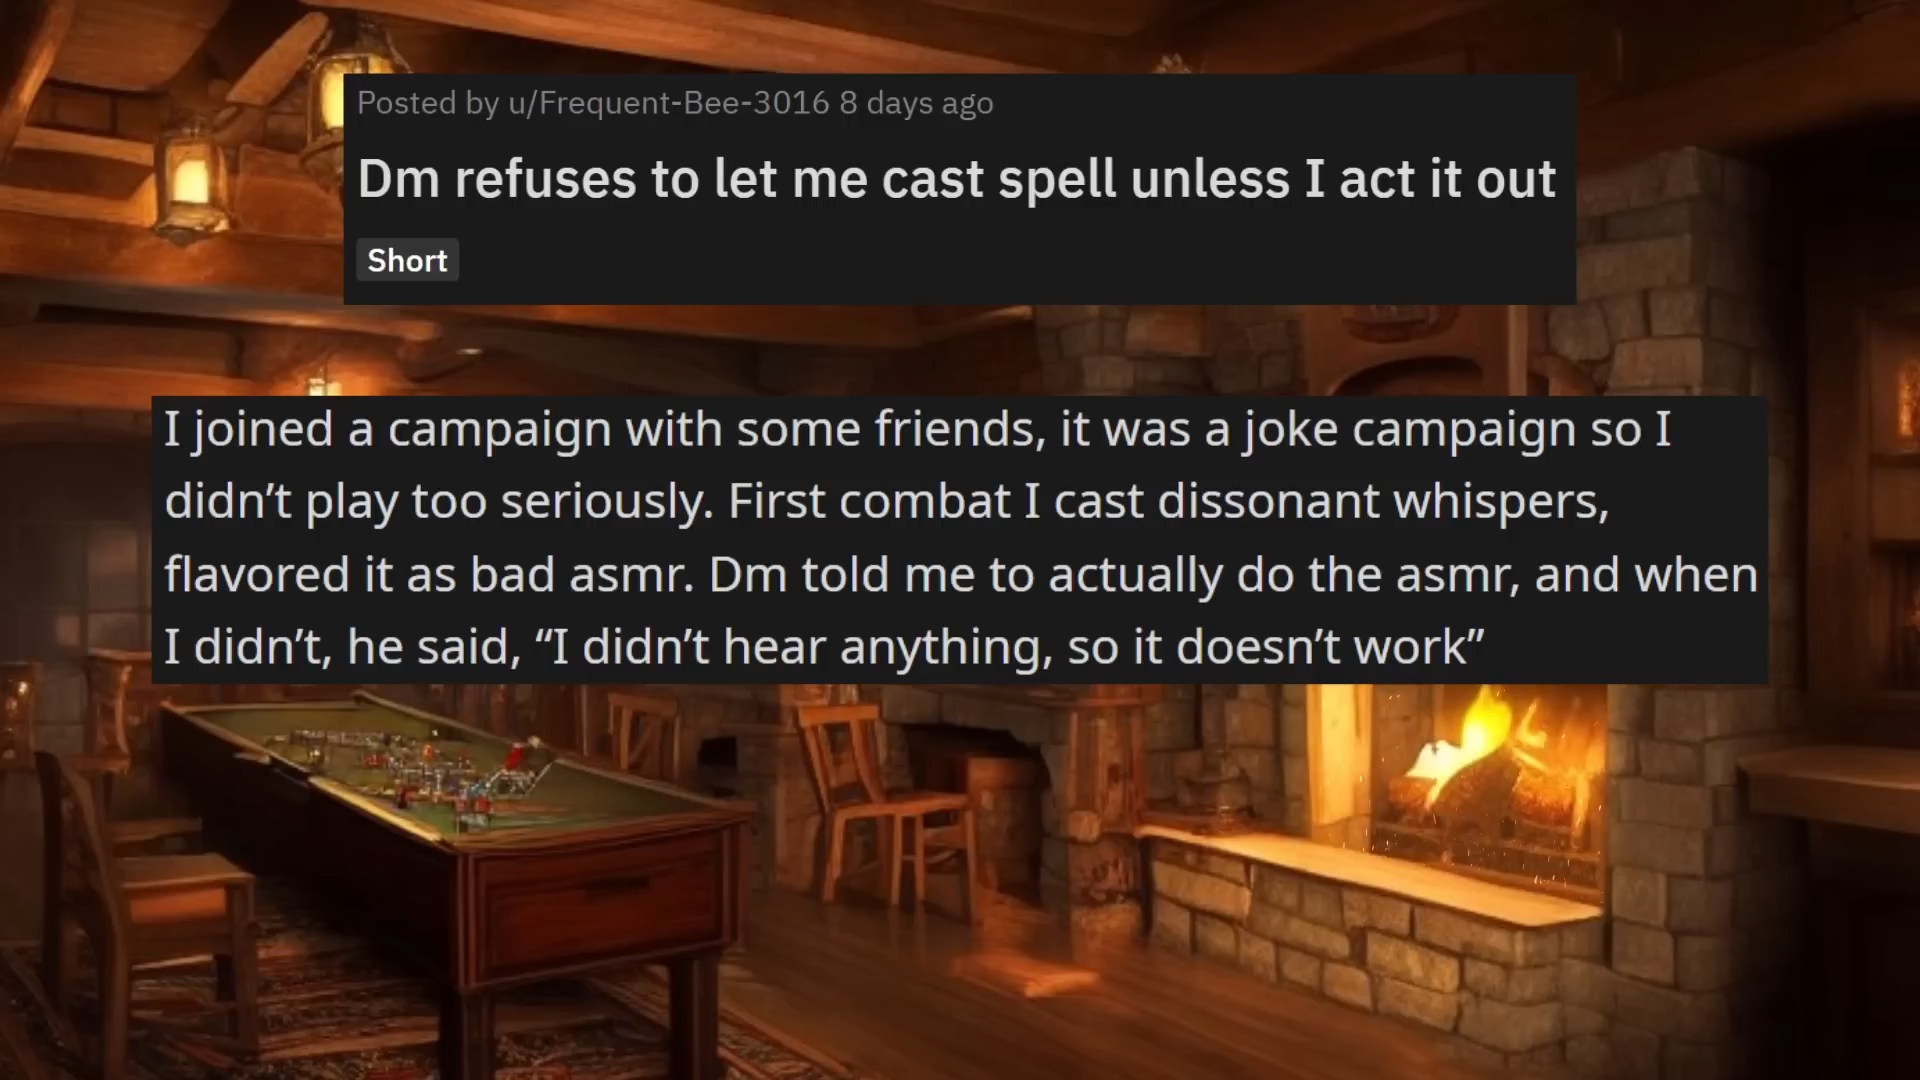 Posted by u/Frequent-Bee-3016 8 days ago
Dm refuses to let me cast spell unless I act it out
Short
I joined a campaign with some friends, it was a joke campaign so I
didn’t play too seriously. First combat I cast dissonant whispers,
flavored it as bad asmr. Dm told me to actually do the asmr, and when
I didn’t, he said, “I didn’t hear anything, so it doesn’t work”